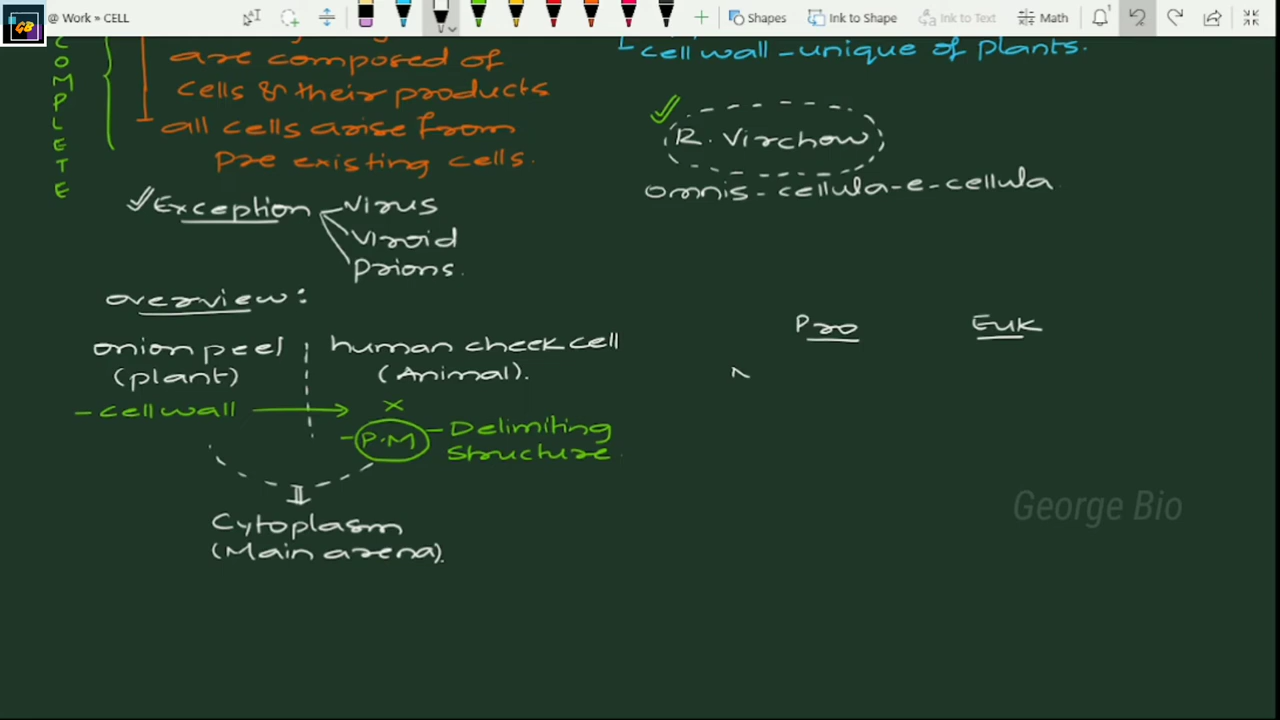 GB
@ Work » CELL
Shapes
Ink to Shape
Ink to Text
Math
COMPLETE
are composed of
cells & their products
all cells arise from
pre existing cells.
cell wall - unique of plants.
R. Virchow
omnis - cellula - e - cellula
Exception
Virus
Viroid
Prions.
overview :
onion peel
(plant)
human cheek cell
(Animal).
- cell wall
x
- P.M - Delimiting
structure.
Cytoplasm
(Main arena).
Pro
Euk
George Bio